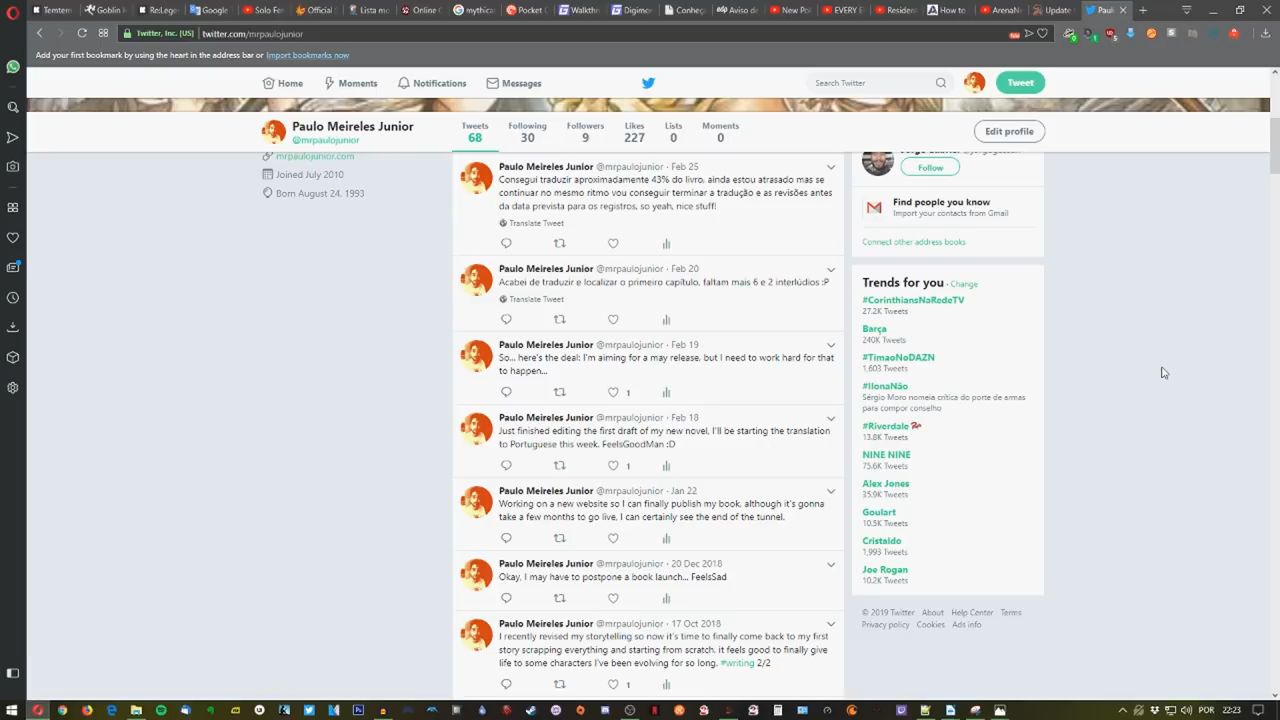 Tentem
Goblin k
ReLeg
Google
Solo Fer
Official
Lista mo
Online C
mythica
Pocket C
Walkth
Digimo
Conheç
Posted
New Pol
EVERY E
Resident
How to
ArenaNe
Update
Paulo
Twitter, Inc. [US]
twitter.com/mrpaulojunior
Add your first bookmark by using the heart in the address bar or Import bookmarks now
Home
Moments
Notifications
Messages
Search Twitter
Tweet
Paulo Meireles Junior
@mrpaulojunior
Tweets
68
Following
30
Followers
9
Likes
227
Lists
0
Moments
0
Edit profile
mrpaulojunior.com
Joined July 2010
Born August 24, 1993
Paulo Meireles Junior @mrpaulojunior · Feb 25
Consegui traduzir aproximadamente 43% do livro, ainda estou atrasado mas se
continuar no mesmo ritmo vou conseguir terminar a tradução e as revisões antes
da data prevista para os registros, so yeah, nice stuff!
Translate Tweet
Paulo Meireles Junior @mrpaulojunior · Feb 20
Acabei de traduzir e localizar o primeiro capítulo, faltam mais 6 e 2 interlúdios :P
Translate Tweet
Paulo Meireles Junior @mrpaulojunior · Feb 19
So... here's the deal: I'm aiming for a may release, but I need to work hard for that
to happen...
1
Paulo Meireles Junior @mrpaulojunior · Feb 18
Just finished editing the first draft of my new novel, I'll be starting the translation
to Portuguese this week. FeelsGoodMan :D
1
Paulo Meireles Junior @mrpaulojunior · Jan 22
Working on a new website so I can finally publish my book, although it's gonna
take a few months to go live, I can certainly see the end of the tunnel.
Paulo Meireles Junior @mrpaulojunior · 20 Dec 2018
Okay, I may have to postpone a book launch... FeelsSad
Paulo Meireles Junior @mrpaulojunior · 17 Oct 2018
I recently revised my storytelling so now it's time to finally come back to my first
story scrapping everything and starting from scratch, it feels good to finally give
life to some characters I've been evolving for so long. #writing 2/2
1
Follow
Find people you know
Import your contacts from Gmail
Connect other address books
Trends for you · Change
#CorinthiansNaRedeTV
27.2K Tweets
Barça
240K Tweets
#TimaoNoDAZN
1,603 Tweets
#IlonaNão
Sérgio Moro nomeia crítica do porte de armas
para compor conselho
#Riverdale
13.8K Tweets
NINE NINE
75.6K Tweets
Alex Jones
35.9K Tweets
Goulart
10.5K Tweets
Cristaldo
1,993 Tweets
Joe Rogan
10.2K Tweets
© 2019 Twitter About Help Center Terms
Privacy policy Cookies Ads info
POR
22:23